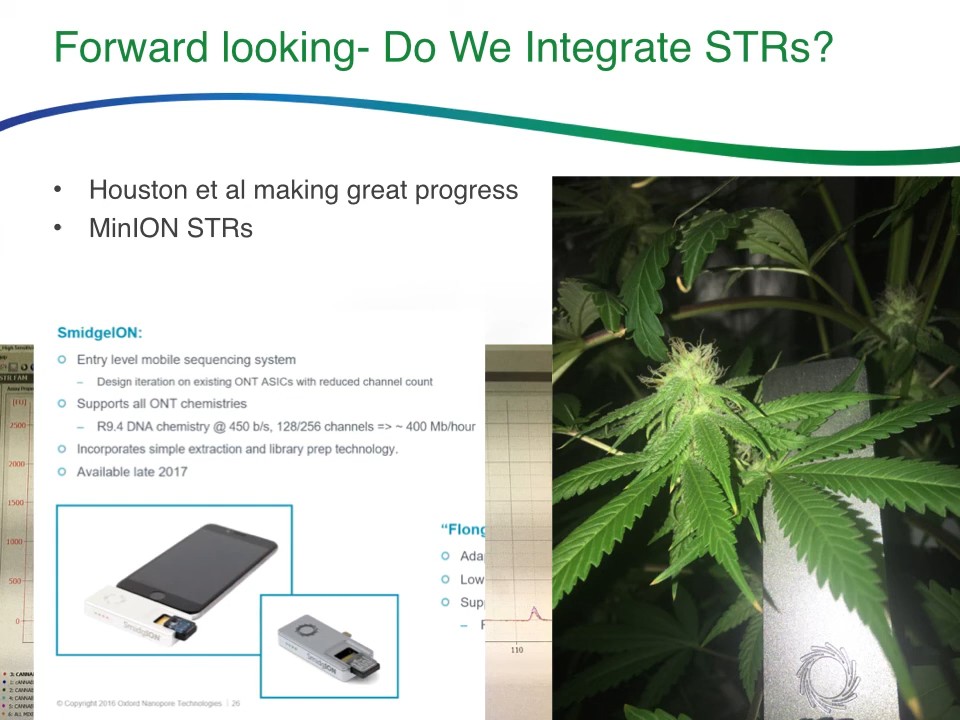 Forward looking- Do We Integrate STRs?
• Houston et al making great progress
• MinION STRs
SmidgeION:
Entry level mobile sequencing system
– Design iteration on existing ONT ASICs with reduced channel count
Supports all ONT chemistries
– R9.4 DNA chemistry @ 450 b/s, 128/256 channels => ~ 400 Mb/hour
Incorporates simple extraction and library prep technology.
Available late 2017
"Flong
Ada
Low
Sup
– F
SmidgION
SmidgION
© Copyright 2016 Oxford Nanopore Technologies | 26
2500
2000
1500
1000
500
0
110